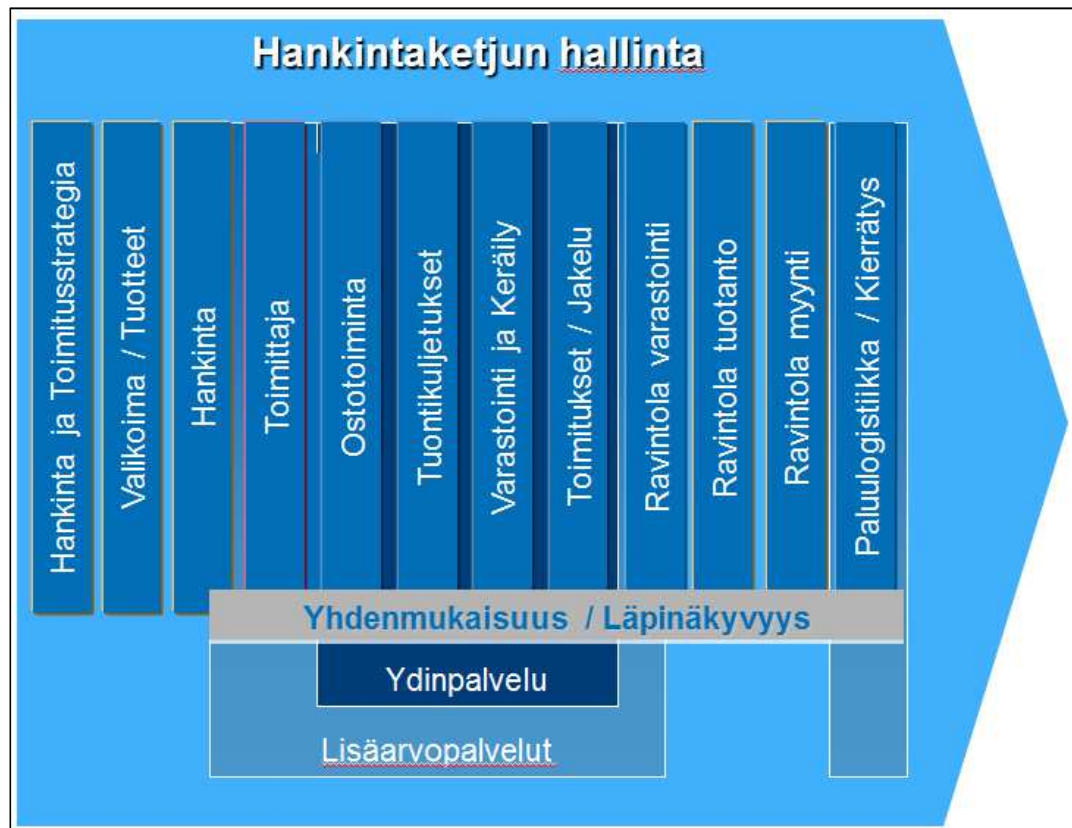 Hankintaketjun hallinta
Hankinta ja Toimitusstrategia
Valikoima / Tuotteet
Hankinta
Toimittaja
Ostotoiminta
Tuontikuljetukset
Varastointi ja Keräily
Toimitukset / Jakelu
Ravintola varastointi
Ravintola tuotanto
Ravintola myynti
Paluulogistiikka / Kierrätys
Yhdenmukaisuus / Läpinäkyvyys
Ydinpalvelu
Lisäarvopalvelut